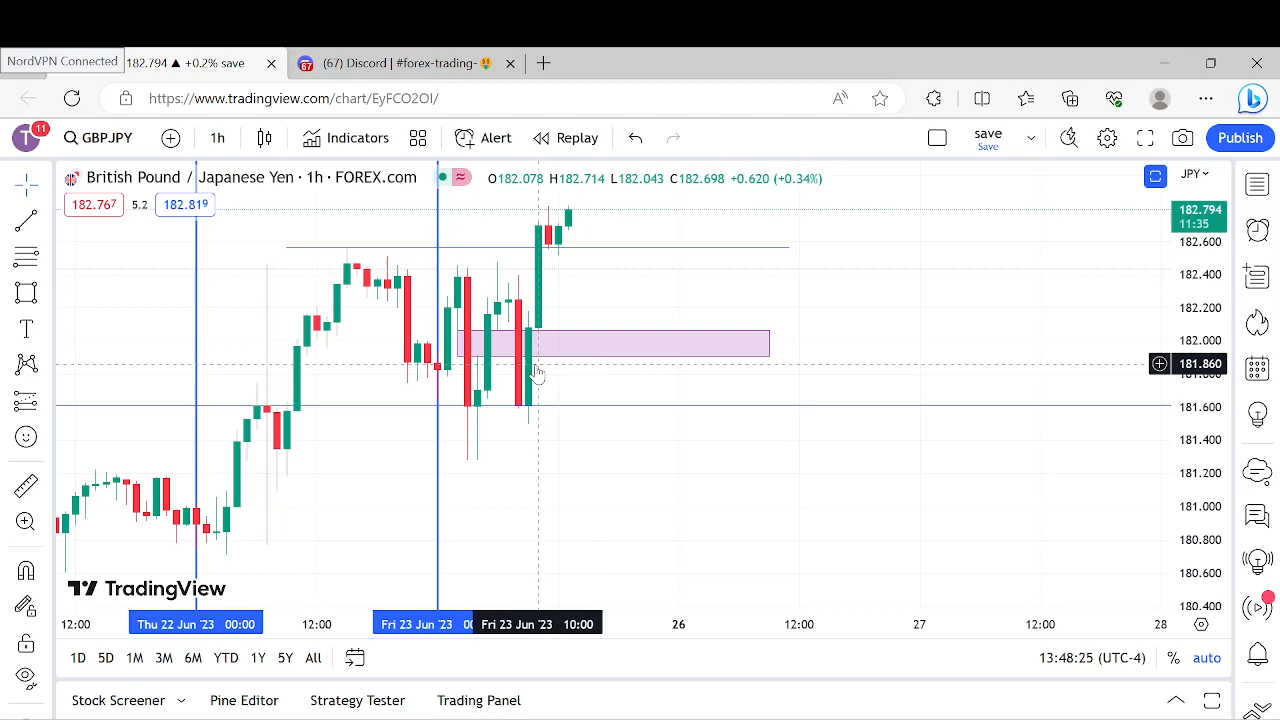 NordVPN Connected
182.794 ▲ +0.2% save
(67) Discord | #forex-trading-🤑
https://www.tradingview.com/chart/EyFCO2OI/
T 11
GBPJPY
1h
Indicators
Alert
Replay
save
Save
Publish
British Pound / Japanese Yen · 1h · FOREX.com
O182.078 H182.714 L182.043 C182.698 +0.620 (+0.34%)
JPY
182.767
5.2
182.819
182.794
11:35
182.600
182.400
182.200
182.000
181.860
181.600
181.400
181.200
181.000
180.800
180.600
180.400
TradingView
12:00
Thu 22 Jun '23 00:00
12:00
Fri 23 Jun '23
Fri 23 Jun '23 10:00
26
12:00
27
12:00
28
1D 5D 1M 3M 6M YTD 1Y 5Y All
13:48:25 (UTC-4)
%
auto
Stock Screener
Pine Editor
Strategy Tester
Trading Panel